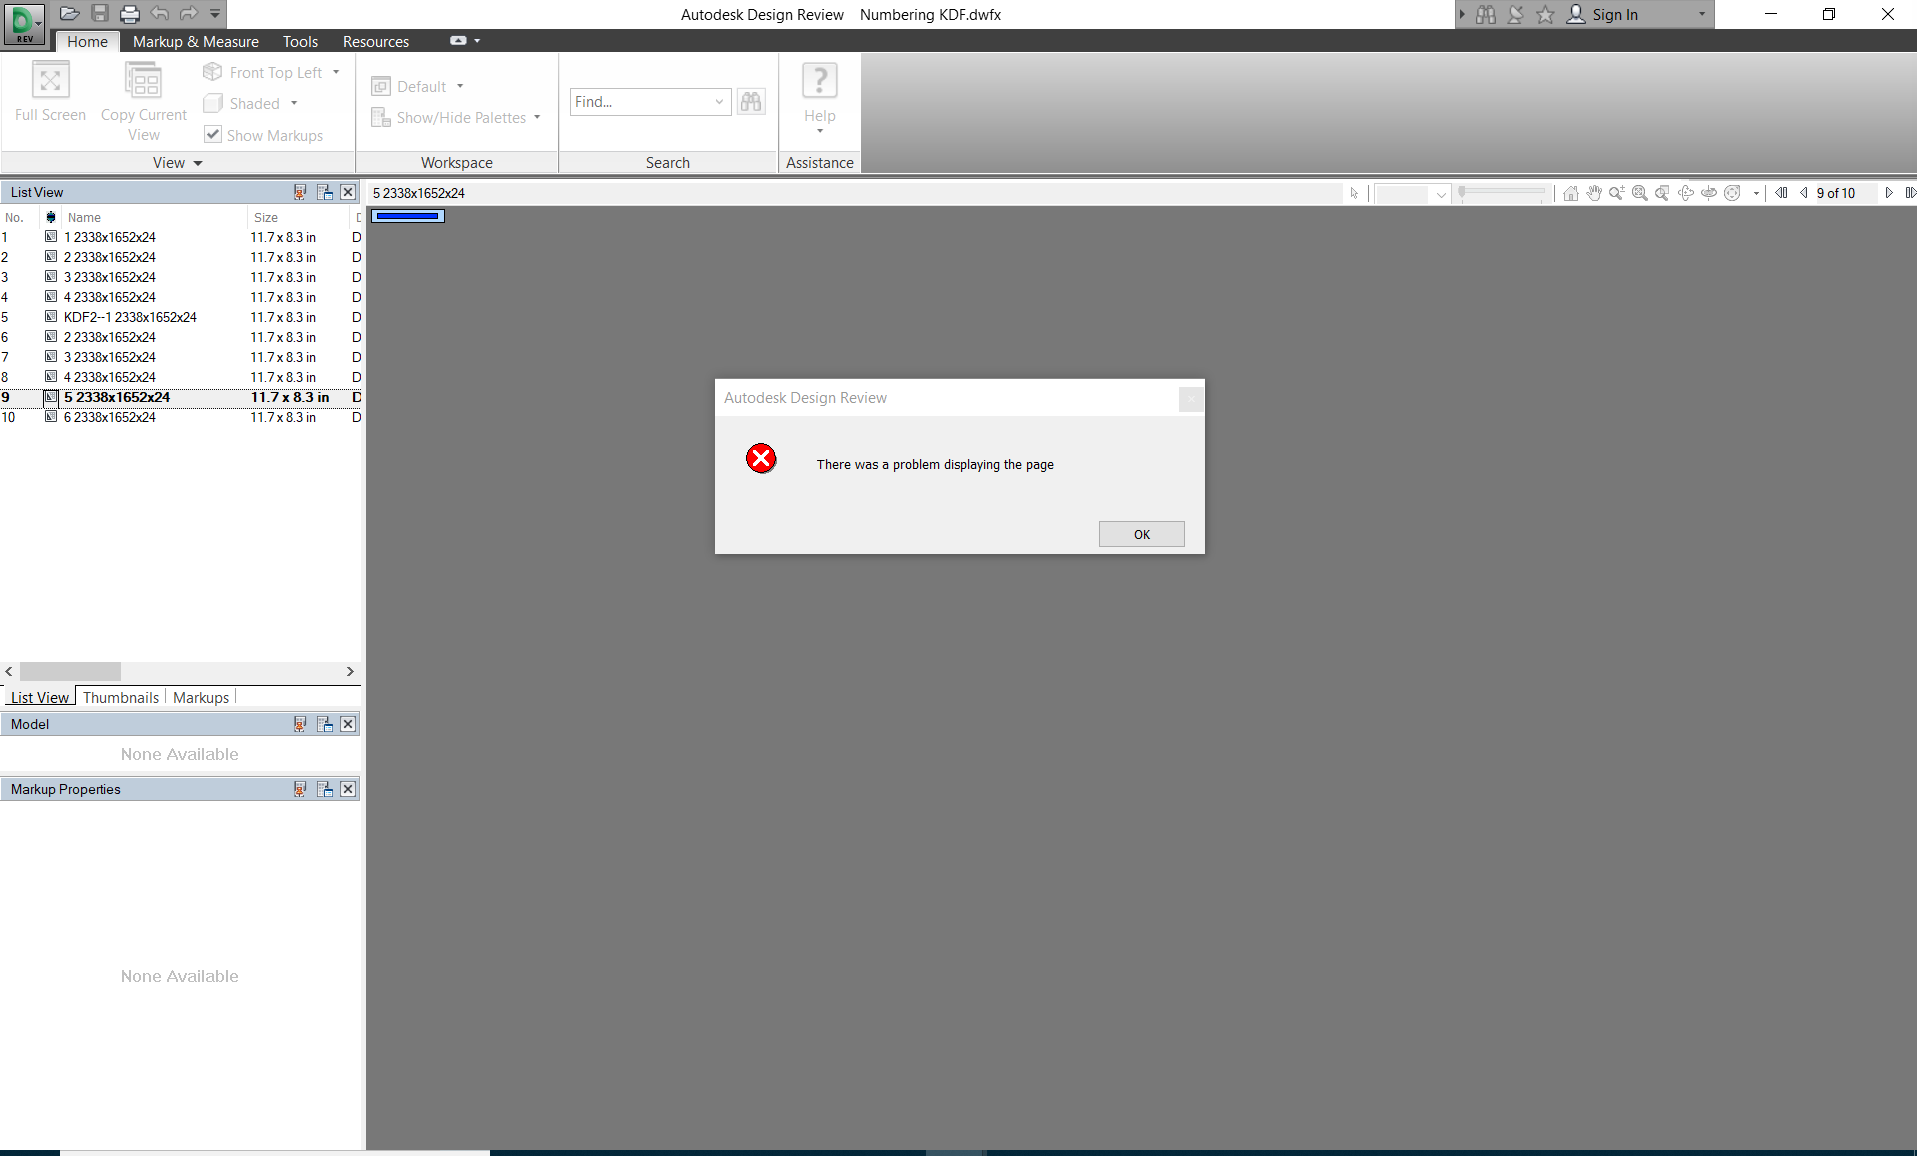 Autodesk Design Review    Numbering KDF.dwfx
Sign In
REV
Home
Markup & Measure
Tools
Resources
Full Screen
Copy Current
View
Front Top Left
Shaded
Show Markups
Default
Show/Hide Palettes
Find...
?
Help
View
Workspace
Search
Assistance
List View
5 2338x1652x24
9 of 10
No. Name Size D
1 1 2338x1652x24 11.7 x 8.3 in D
2 2 2338x1652x24 11.7 x 8.3 in D
3 3 2338x1652x24 11.7 x 8.3 in D
4 4 2338x1652x24 11.7 x 8.3 in D
5 KDF2--1 2338x1652x24 11.7 x 8.3 in D
6 2 2338x1652x24 11.7 x 8.3 in D
7 3 2338x1652x24 11.7 x 8.3 in D
8 4 2338x1652x24 11.7 x 8.3 in D
9 5 2338x1652x24 11.7 x 8.3 in D
10 6 2338x1652x24 11.7 x 8.3 in D
Autodesk Design Review
There was a problem displaying the page
OK
List View
Thumbnails
Markups
Model
None Available
Markup Properties
None Available